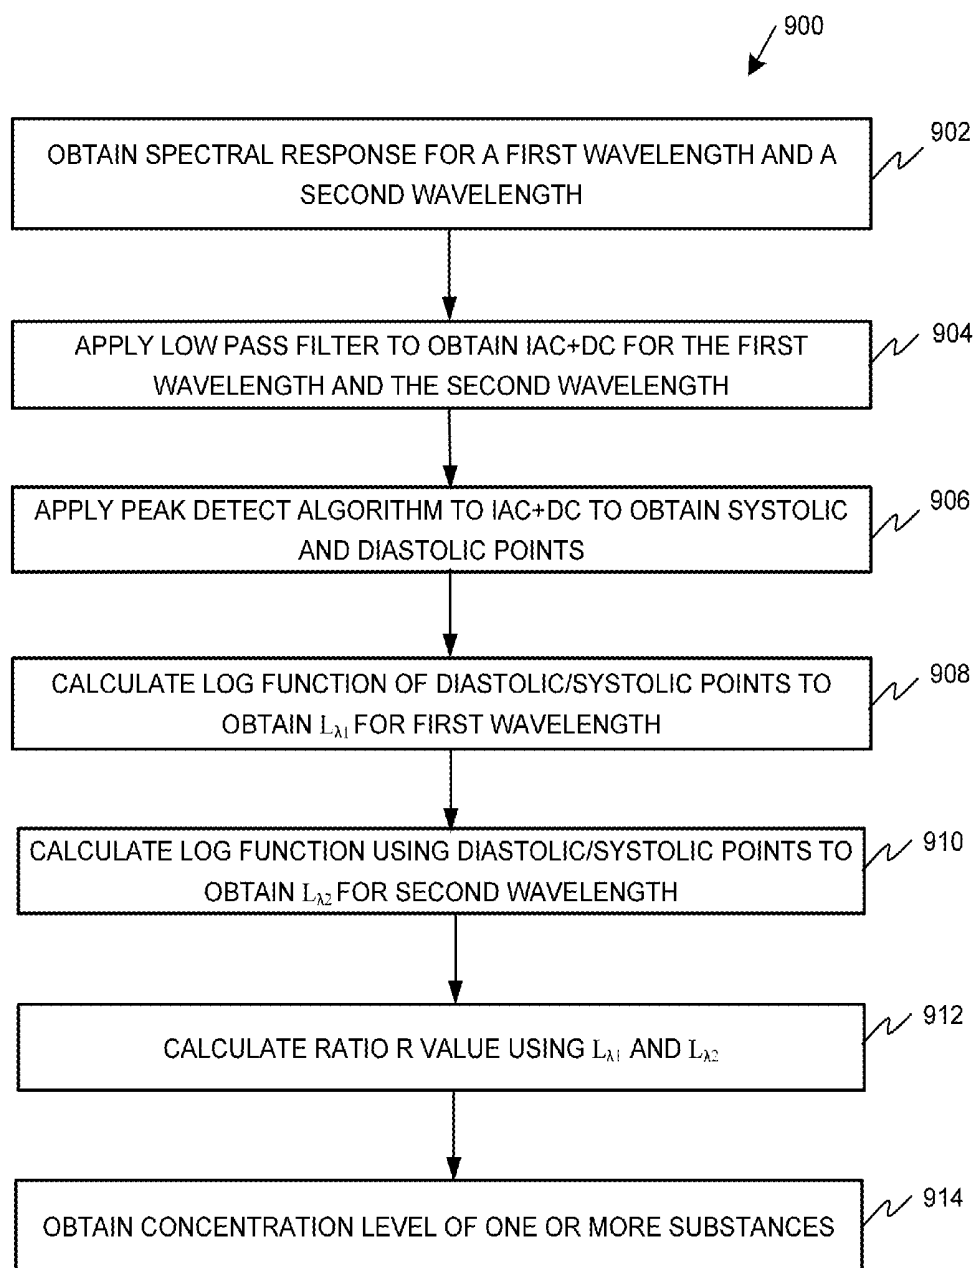 900
OBTAIN SPECTRAL RESPONSE FOR A FIRST WAVELENGTH AND A
SECOND WAVELENGTH
902
APPLY LOW PASS FILTER TO OBTAIN IAC+DC FOR THE FIRST
WAVELENGTH AND THE SECOND WAVELENGTH
904
APPLY PEAK DETECT ALGORITHM TO IAC+DC TO OBTAIN SYSTOLIC
AND DIASTOLIC POINTS
906
CALCULATE LOG FUNCTION OF DIASTOLIC/SYSTOLIC POINTS TO
OBTAIN Lλ1 FOR FIRST WAVELENGTH
908
CALCULATE LOG FUNCTION USING DIASTOLIC/SYSTOLIC POINTS TO
OBTAIN Lλ2 FOR SECOND WAVELENGTH
910
CALCULATE RATIO R VALUE USING Lλ1 AND Lλ2
912
OBTAIN CONCENTRATION LEVEL OF ONE OR MORE SUBSTANCES
914